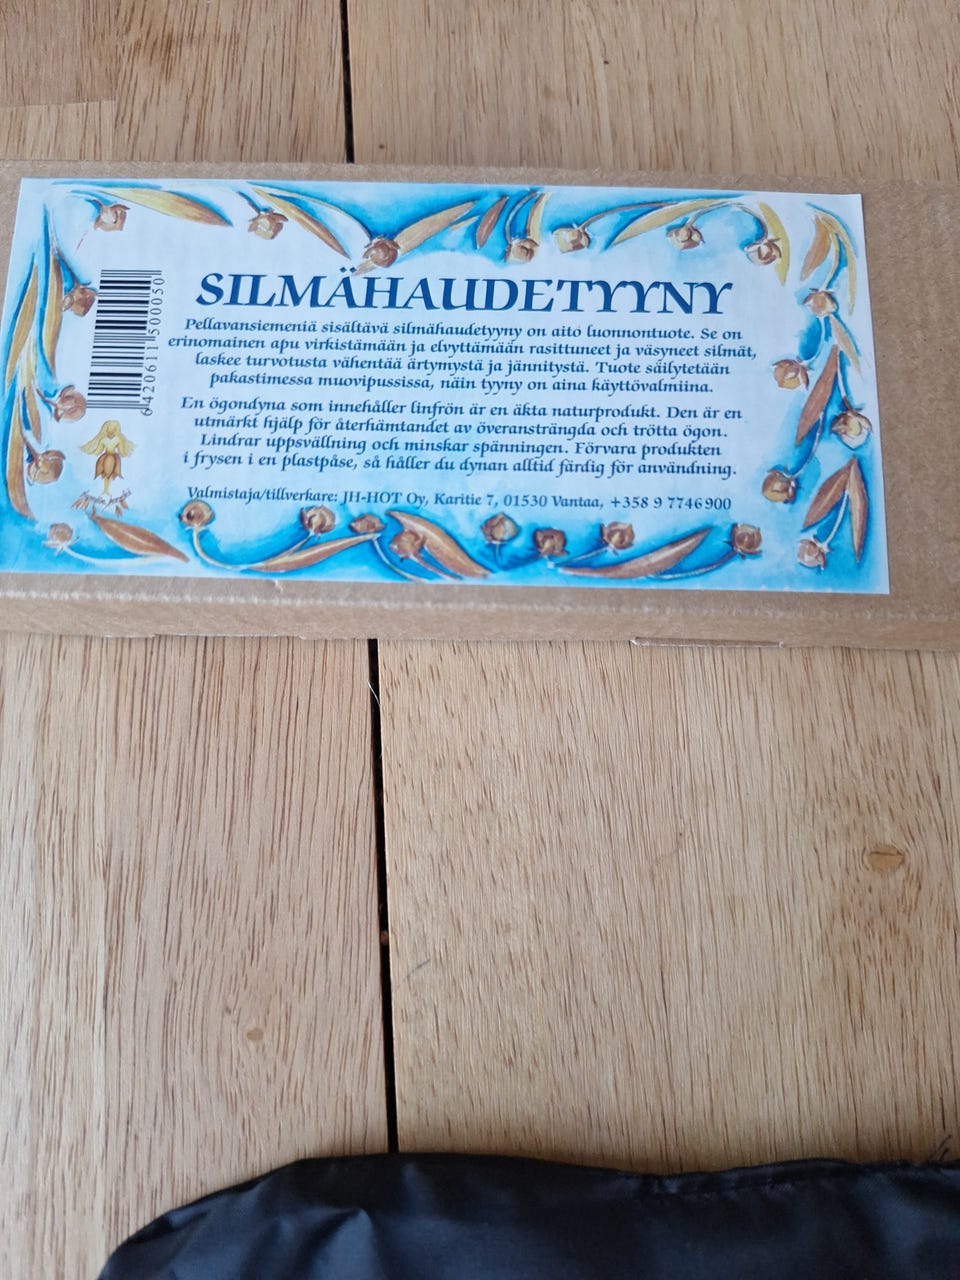 SILMÄHAUDETYYNY
Pellavansiemeniä sisältävä silmähaudetyyny on aito luonnontuote. Se on
erinomainen apu virkistämään ja elvyttämään rasittuneet ja väsyneet silmät,
laskee turvotusta vähentää ärtymystä ja jännitystä. Tuote säilytetään
pakastimessa muovipussissa, näin tyyny on aina käyttövalmiina.
En ögondyna som innehåller linfrön är en äkta naturprodukt. Den är en
utmärkt hjälp för återhämtandet av överansträngda och trötta ögon.
Lindrar uppsvällning och minskar spänningen. Förvara produkten
i frysen i en plastpåse, så håller du dynan alltid färdig för användning.
Valmistaja/tillverkare: JH-HOT Oy, Karitie 7, 01530 Vantaa, +358 9 7746 900
6 420611 500050